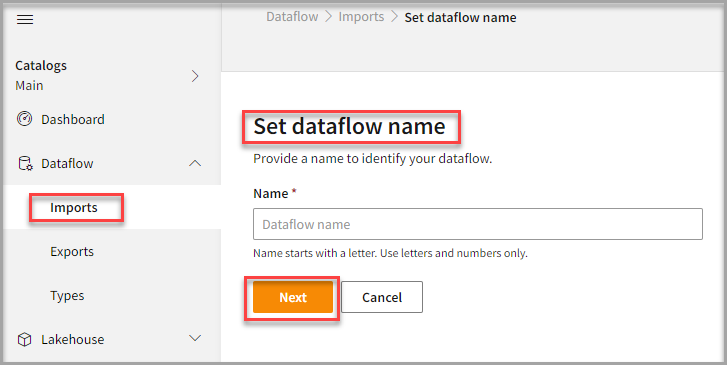 Dataflow > Imports > Set dataflow name
Catalogs
Main
Dashboard
Dataflow
Imports
Exports
Types
Lakehouse
Set dataflow name
Provide a name to identify your dataflow.
Name *
Dataflow name
Name starts with a letter. Use letters and numbers only.
Next
Cancel